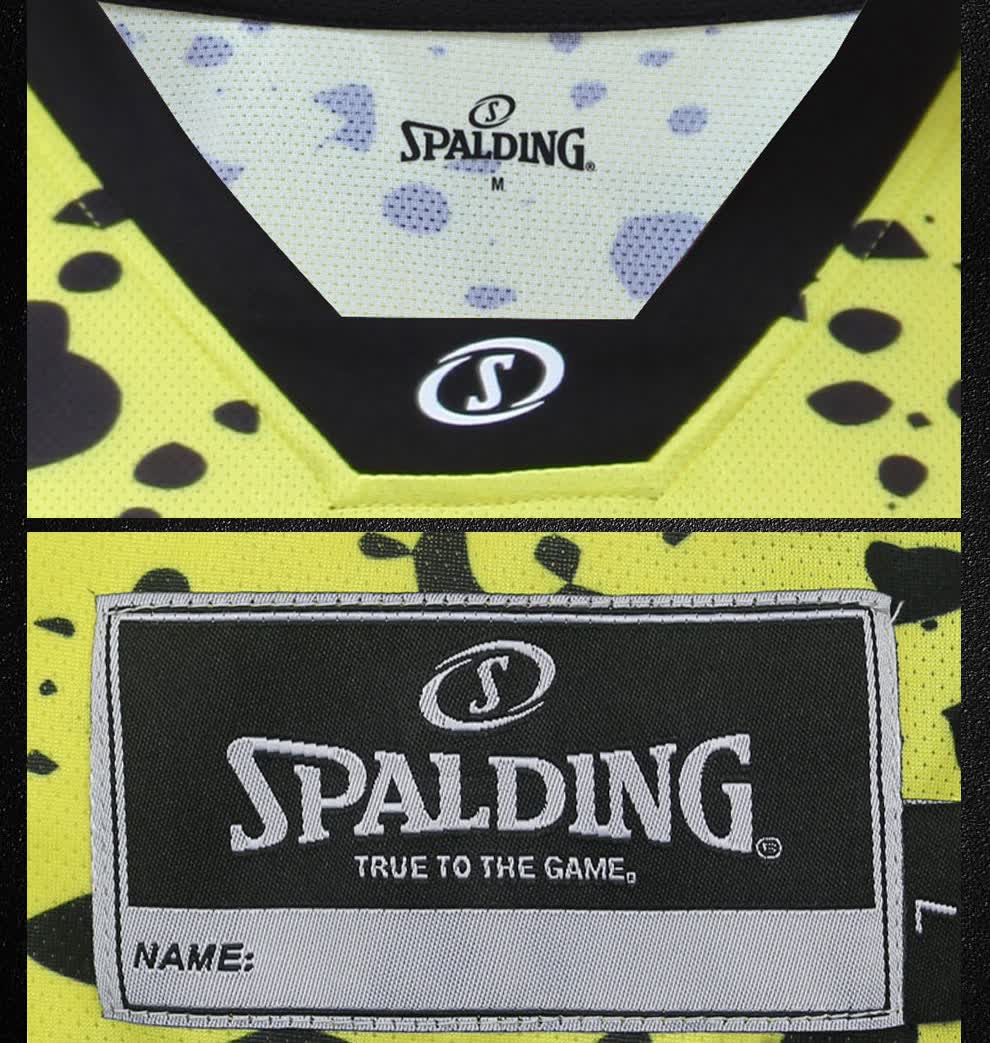 S
SPALDING®
M
S
S
SPALDING®
TRUE TO THE GAME.
NAME: